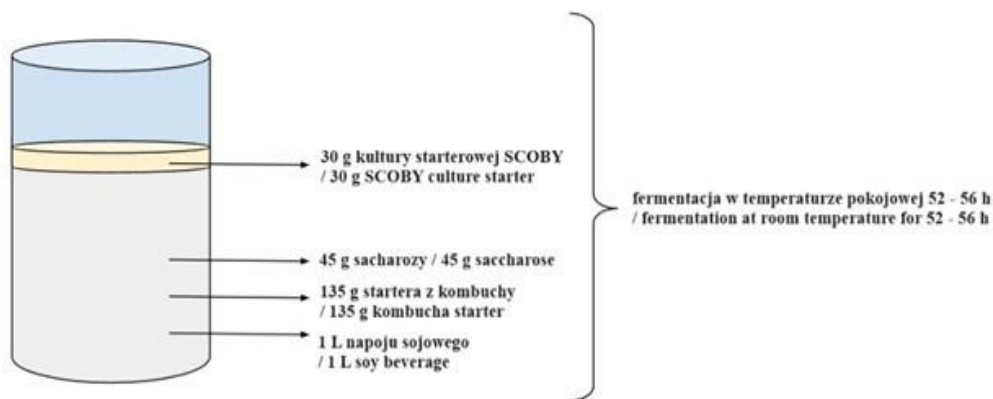 30 g kultury starterowej SCOBY
/ 30 g SCOBY culture starter
45 g sacharozy / 45 g saccharose
135 g startera z kombuchy
/ 135 g kombucha starter
1 L napoju sojowego
/ 1 L soy beverage
fermentacja w temperaturze pokojowej 52 - 56 h
/ fermentation at room temperature for 52 - 56 h